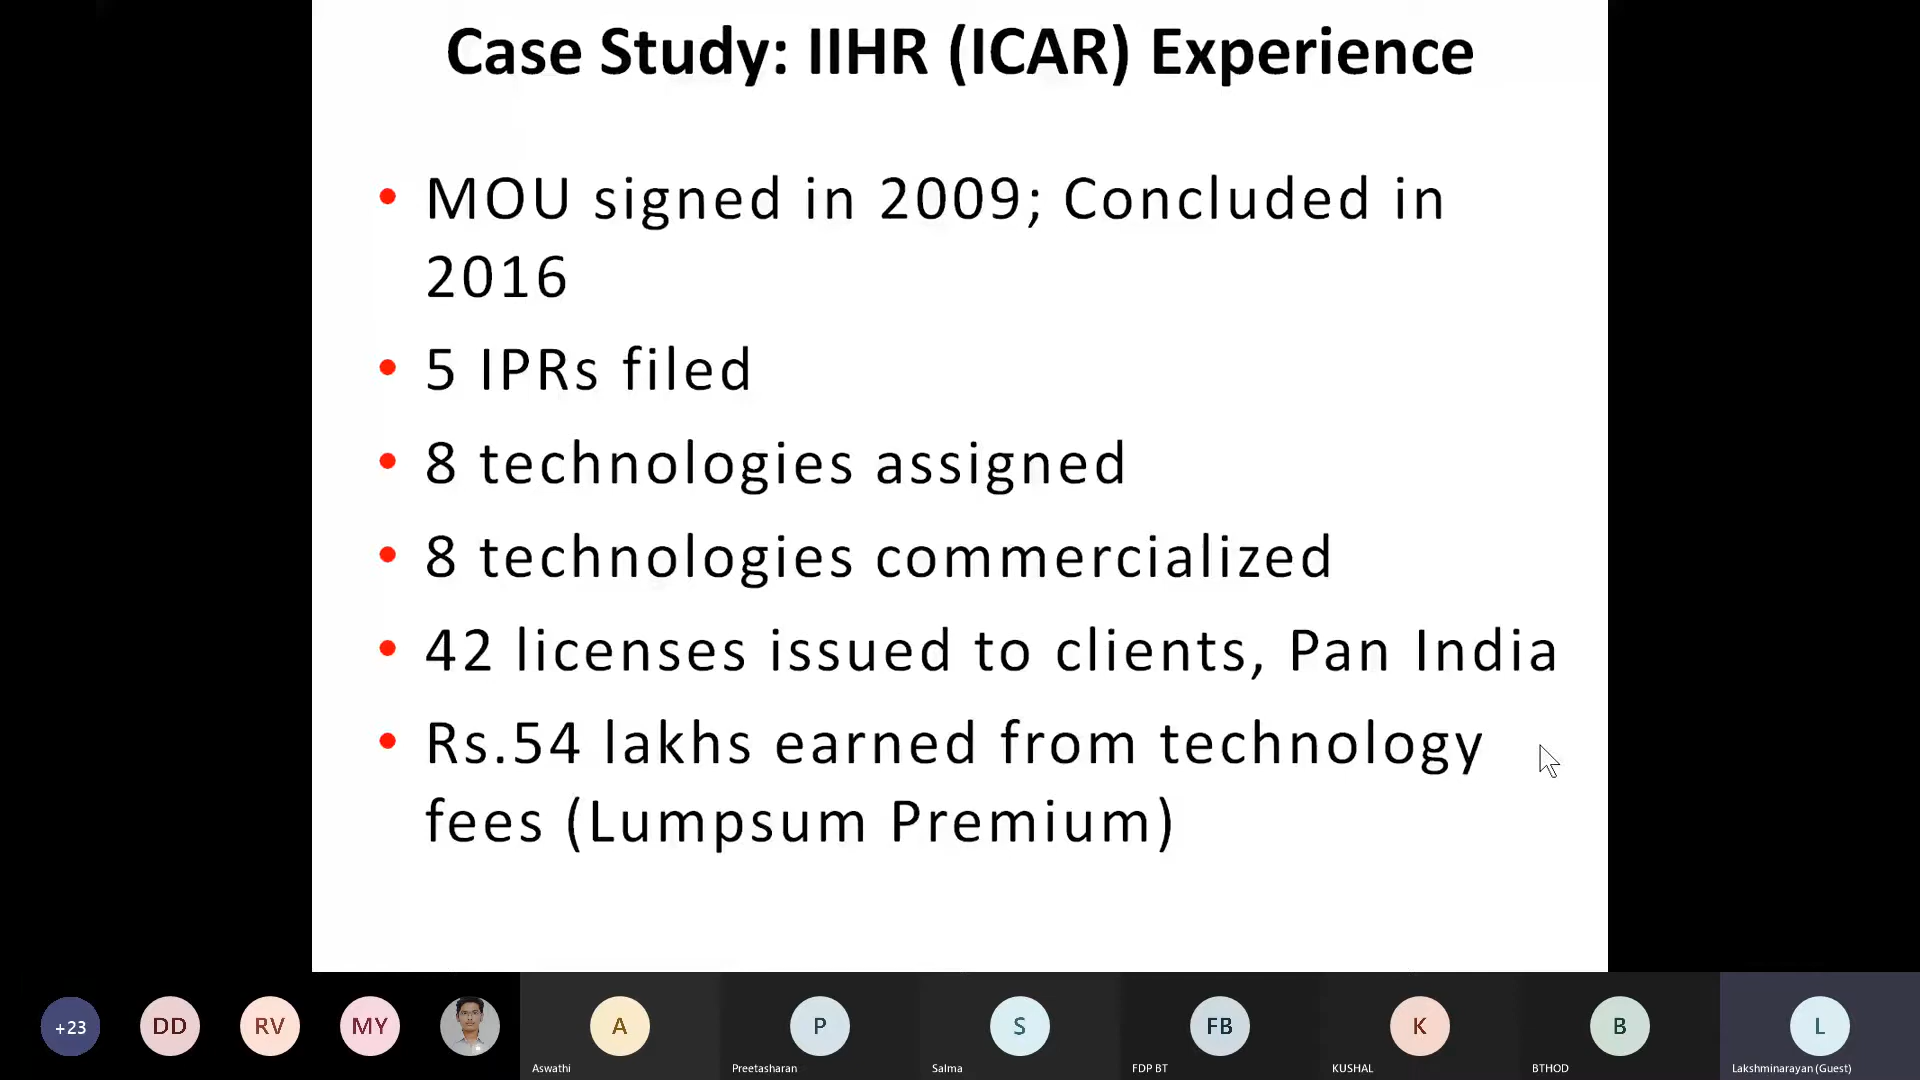 Case Study: IIHR (ICAR) Experience
• MOU signed in 2009; Concluded in
2016
• 5 IPRs filed
• 8 technologies assigned
• 8 technologies commercialized
• 42 licenses issued to clients, Pan India
• Rs.54 lakhs earned from technology
fees (Lumpsum Premium)
+23
DD
RV
MY
A
P
S
FB
K
B
L
Aswathi
Preetasharan
Salma
FDP BT
KUSHAL
BTHOD
Lakshminarayan (Guest)